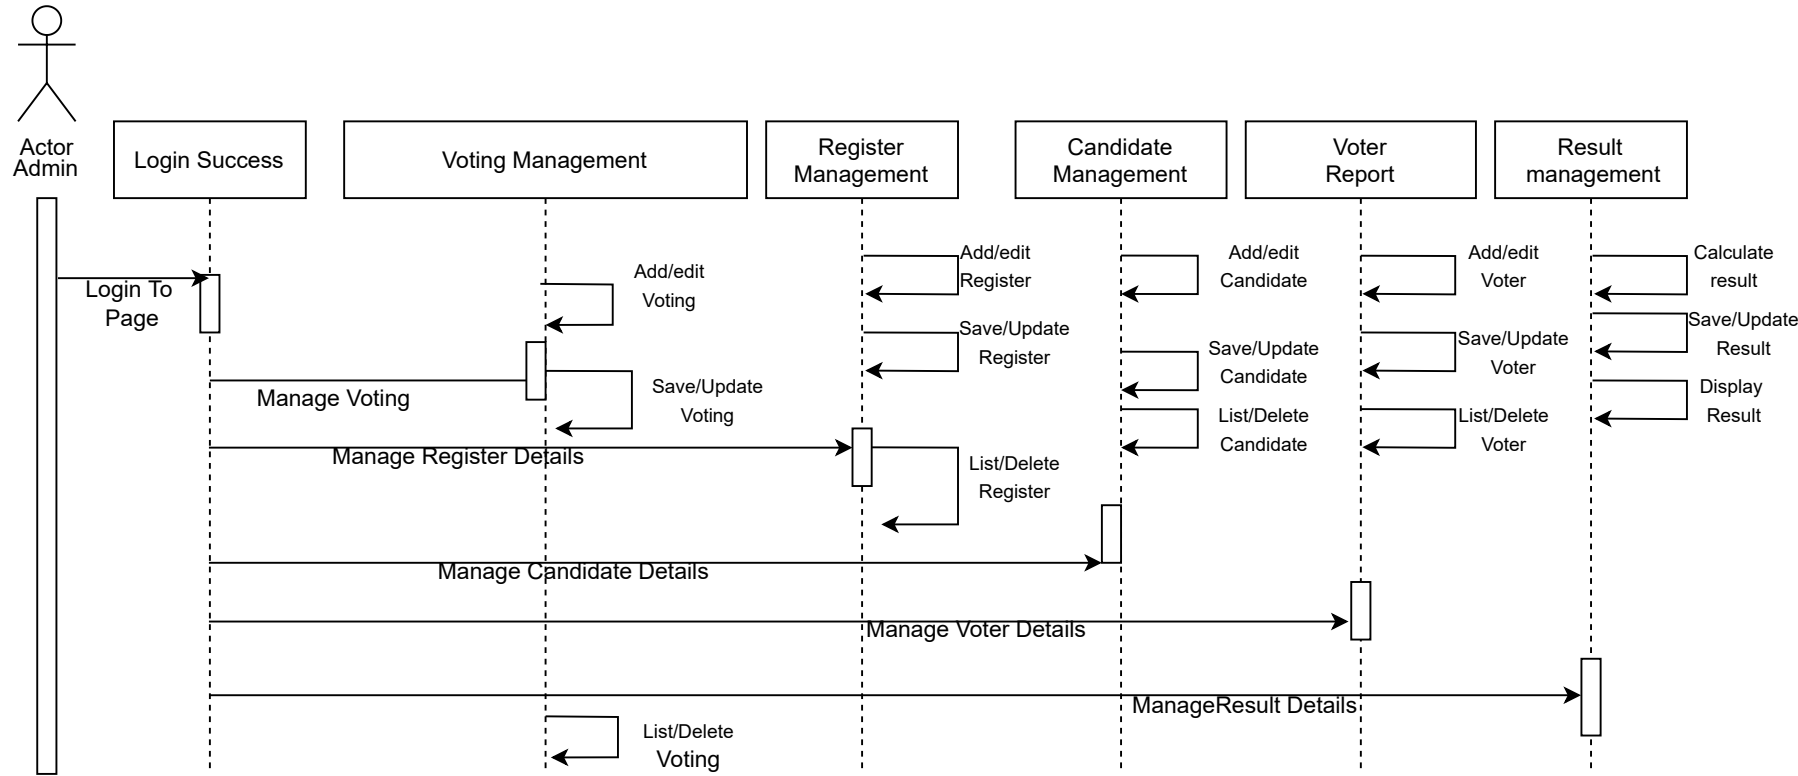 Actor
Admin
Login Success
Voting Management
Register
Management
Candidate
Management
Voter
Report
Result
management
Login To
Page
Add/edit
Voting
Add/edit
Register
Add/edit
Candidate
Add/edit
Voter
Calculate
result
Save/Update
Register
Save/Update
Candidate
Save/Update
Voter
Save/Update
Result
Manage Voting
Save/Update
Voting
List/Delete
Candidate
List/Delete
Voter
Display
Result
Manage Register Details
List/Delete
Register
Manage Candidate Details
Manage Voter Details
ManageResult Details
List/Delete
Voting